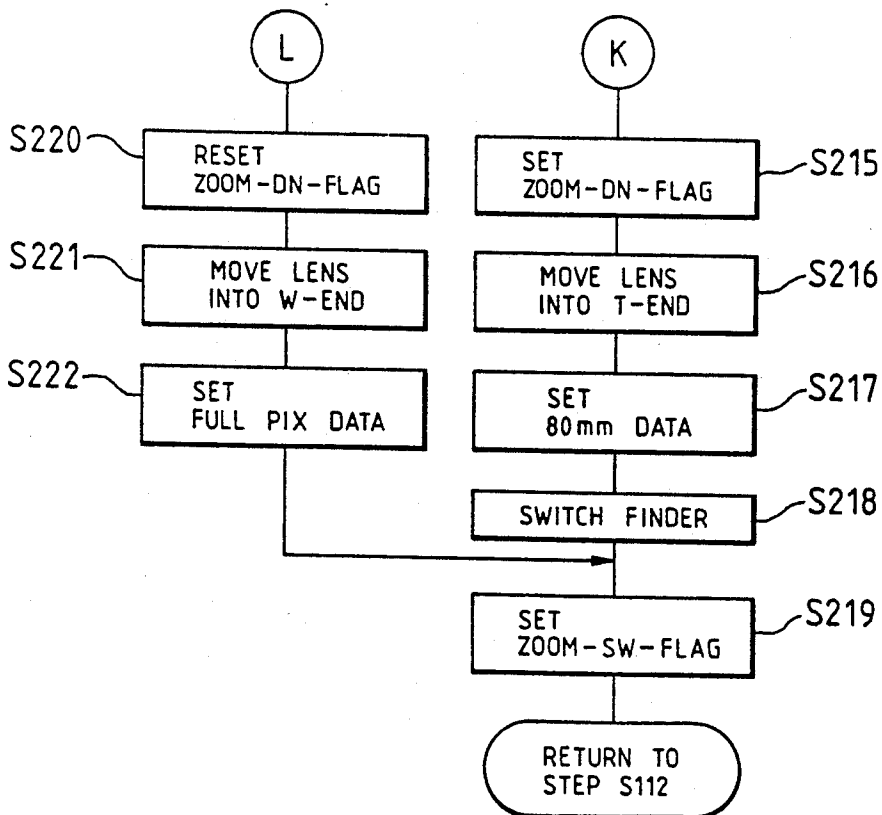 L
K
S220
RESET
ZOOM-DN-FLAG
SET
ZOOM-DN-FLAG
S215
S221
MOVE LENS
INTO W-END
MOVE LENS
INTO T-END
S216
S222
SET
FULL PIX DATA
SET
80mm DATA
S217
SWITCH FINDER
S218
SET
ZOOM-SW-FLAG
S219
RETURN TO
STEP S112